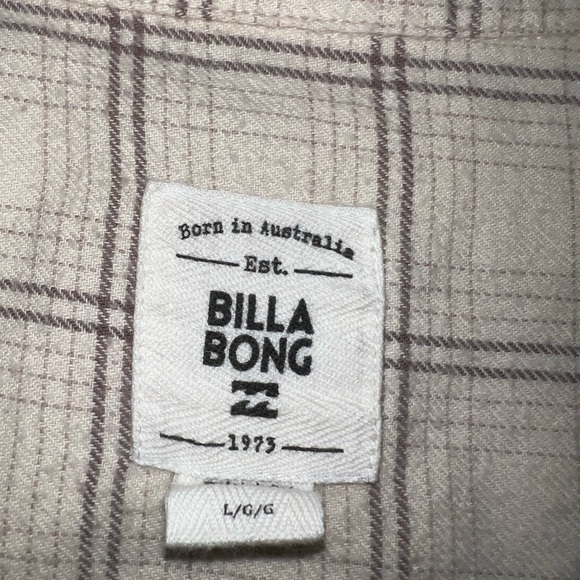 Born in Australia
Est.
BILLA
BONG
1973
L/G/G